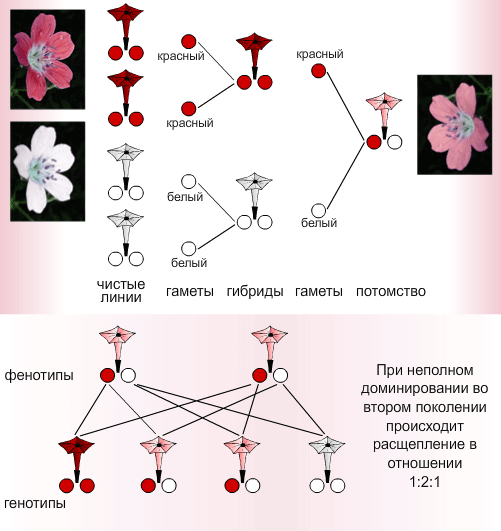 красный
красный
красный
белый
белый
белый
чистые линии
гаметы
гибриды
гаметы
потомство
фенотипы
генотипы
При неполном
доминировании во
втором поколении
происходит
расщепление в
отношении
1:2:1